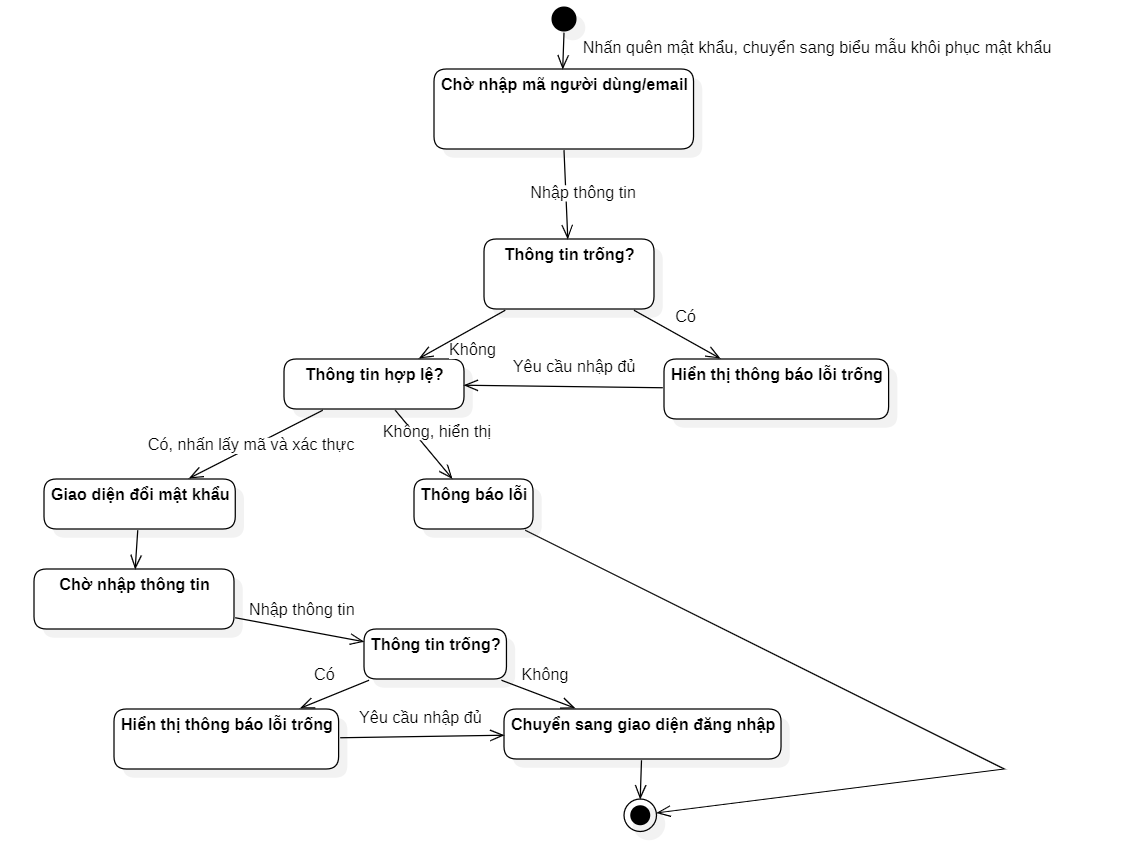 Nhấn quên mật khẩu, chuyển sang biểu mẫu khôi phục mật khẩu
Chờ nhập mã người dùng/email
Nhập thông tin
Thông tin trống?
Có
Không
Yêu cầu nhập đủ
Thông tin hợp lệ?
Hiển thị thông báo lỗi trống
Không, hiển thị
Có, nhấn lấy mã và xác thực
Giao diện đổi mật khẩu
Thông báo lỗi
Chờ nhập thông tin
Nhập thông tin
Thông tin trống?
Có
Không
Yêu cầu nhập đủ
Hiển thị thông báo lỗi trống
Chuyển sang giao diện đăng nhập